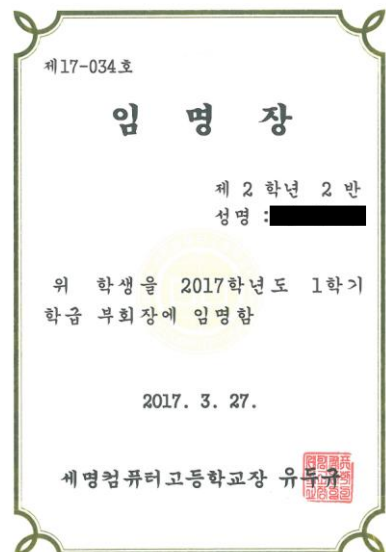 제17-034호
임 명 장
제 2 학년 2 반
성명 :
위 학생을 2017학년도 1학기
학급 부회장에 임명함
2017. 3. 27.
세명컴퓨터고등학교장 유두규